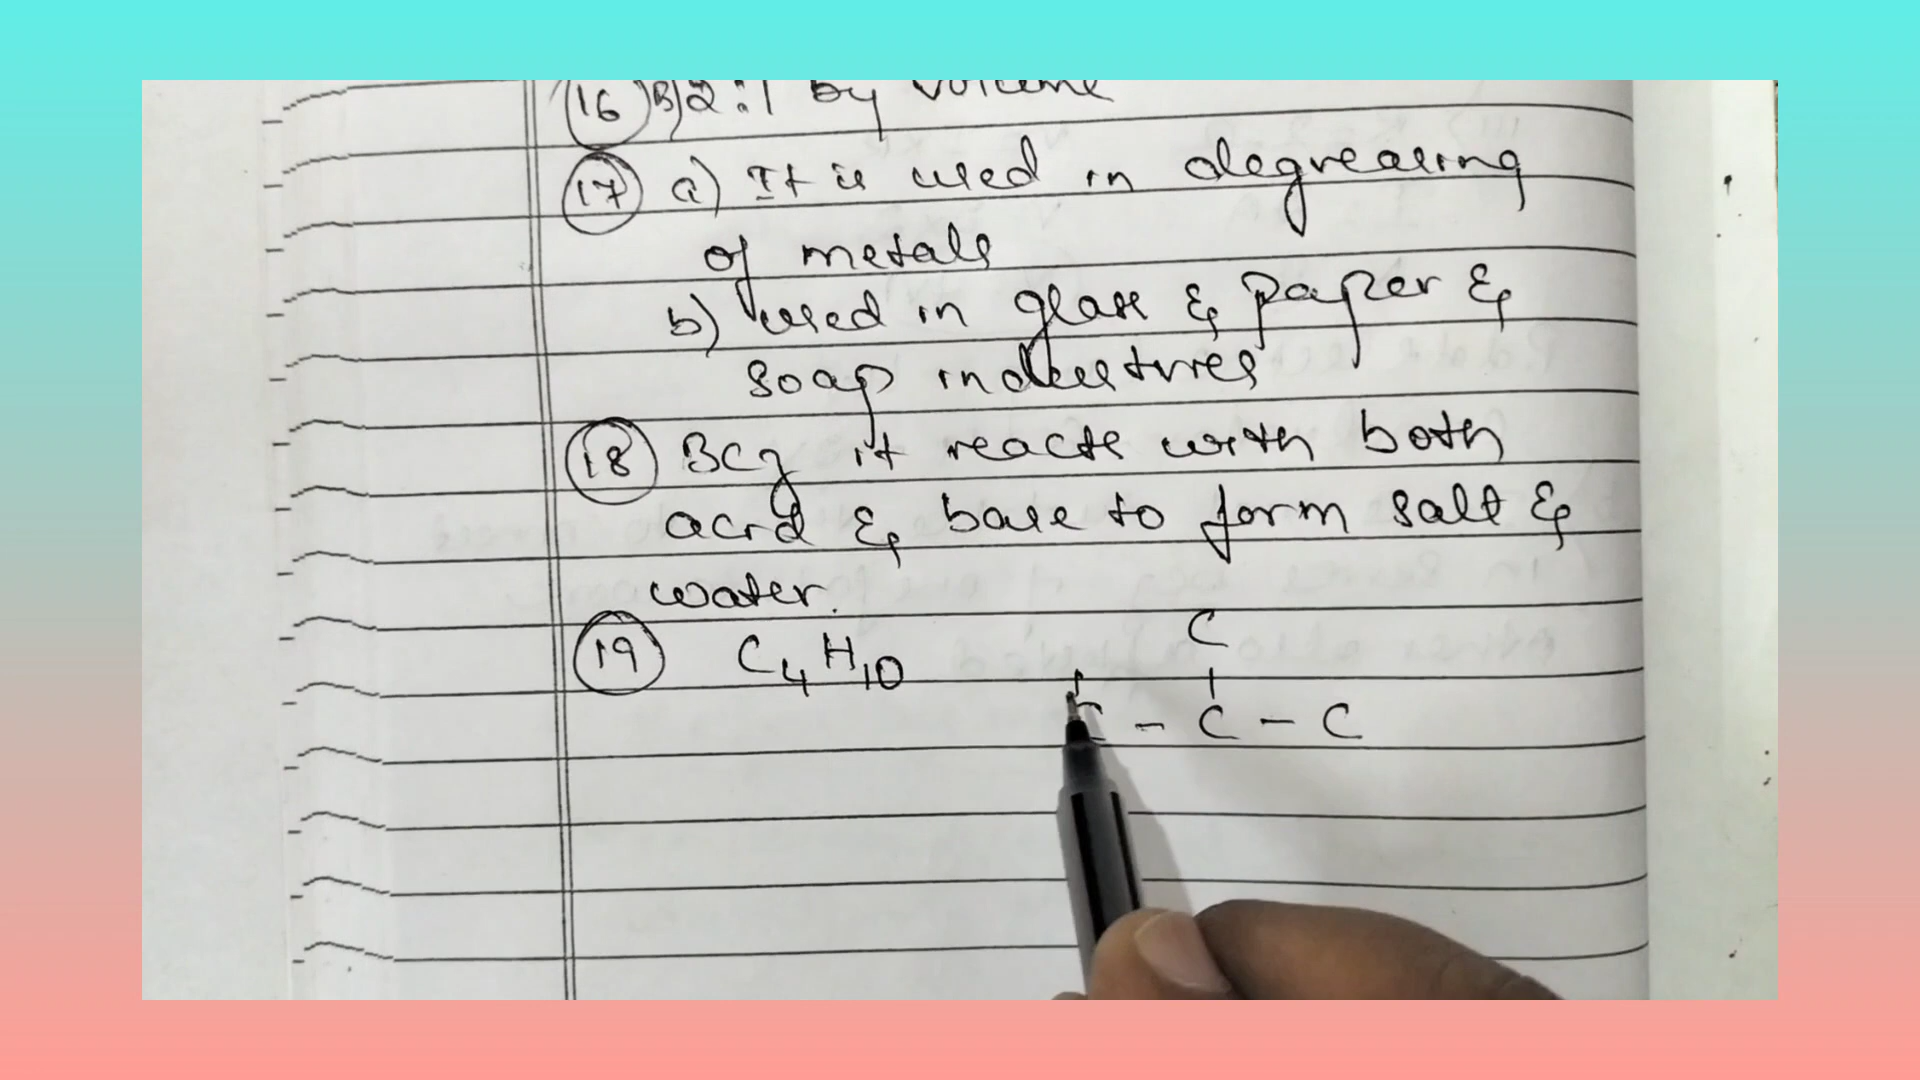 16 B) 2:1 by volume
17 a) It is used in degreasing
of metals
b) used in glass & paper &
soap industries
18 Bcz it reacts with both
acid & base to form salt &
water.
19 C4H10 C
C - C - C